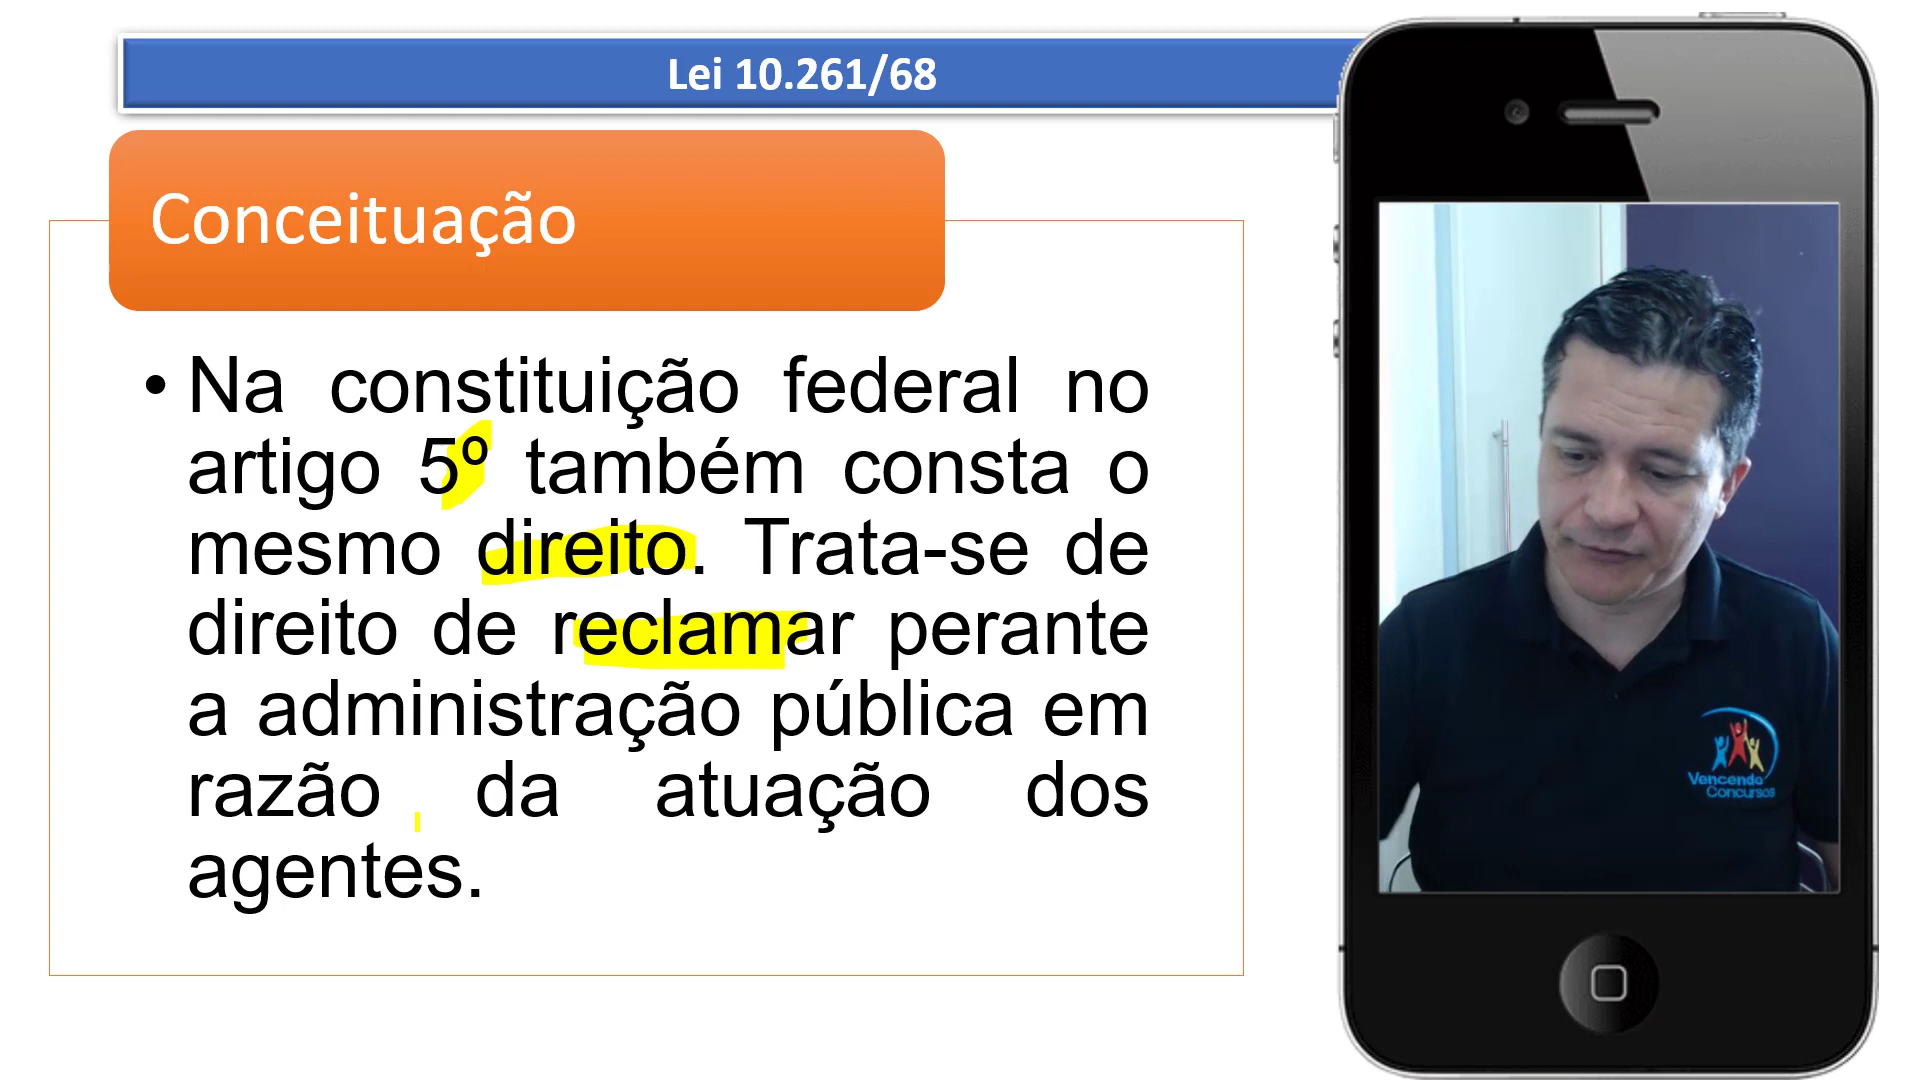 Lei 10.261/68
Conceituação
• Na constituição federal no
artigo 5º também consta o
mesmo direito. Trata-se de
direito de reclamar perante
a administração pública em
razão da atuação dos
agentes.
Vencendo
Concursos